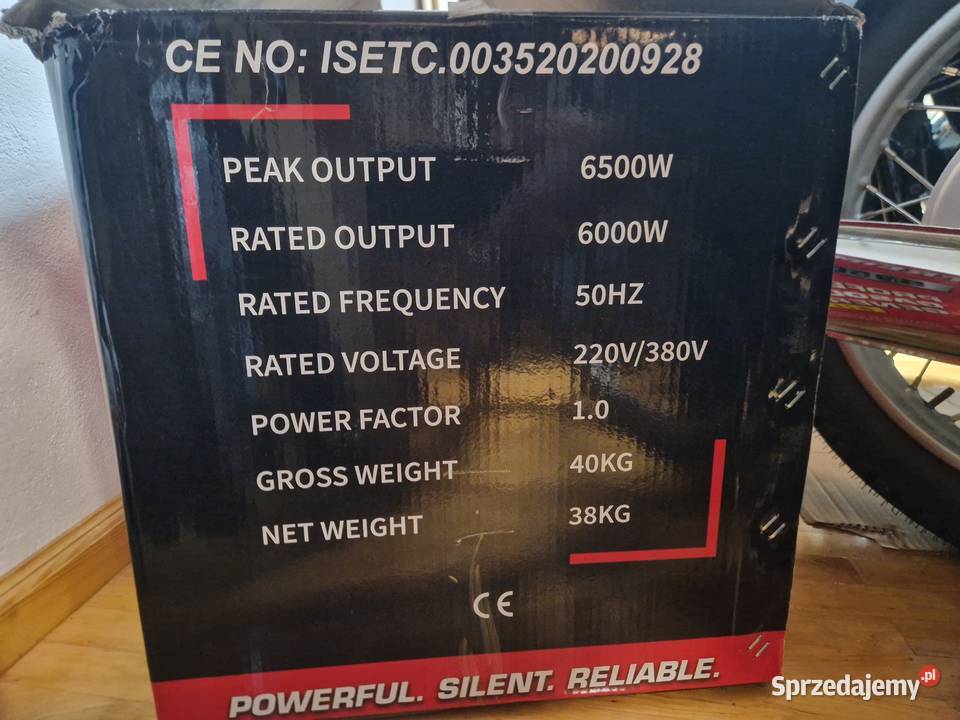 CE NO: ISETC.003520200928
PEAK OUTPUT 6500W
RATED OUTPUT 6000W
RATED FREQUENCY 50HZ
RATED VOLTAGE 220V/380V
POWER FACTOR 1.0
GROSS WEIGHT 40KG
NET WEIGHT 38KG
CE
POWERFUL. SILENT. RELIABLE.
Sprzedajemy.pl